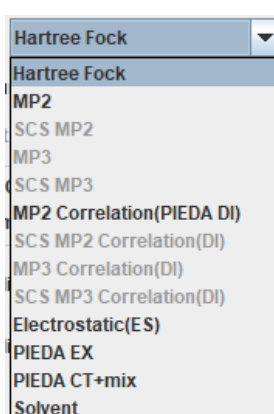 Hartree Fock
Hartree Fock
MP2
SCS MP2
MP3
SCS MP3
MP2 Correlation(PIEDA DI)
SCS MP2 Correlation(DI)
MP3 Correlation(DI)
SCS MP3 Correlation(DI)
Electrostatic(ES)
PIEDA EX
PIEDA CT+mix
Solvent